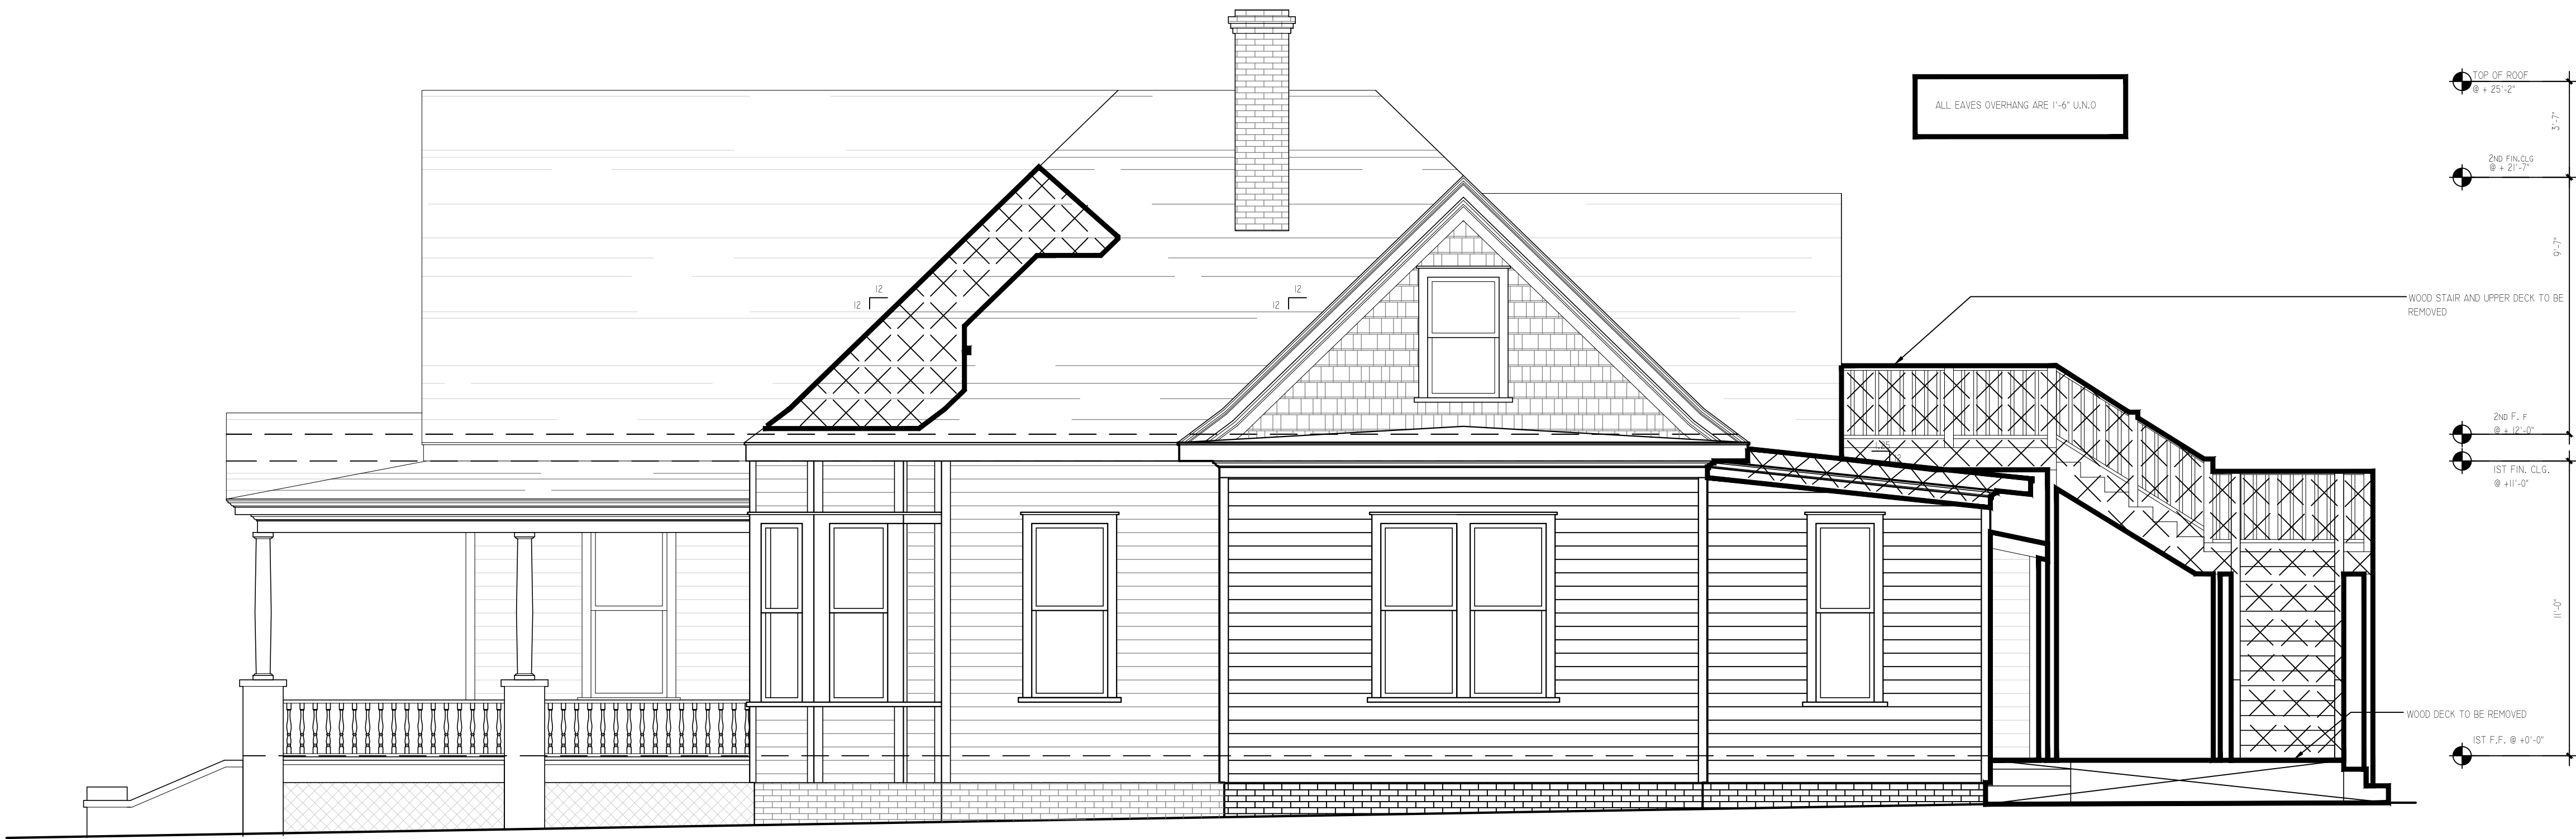 TOP OF ROOF
@ + 25'-2"
ALL EAVES OVERHANG ARE 1'-6" U.N.O
3'-7"
2ND FIN.CLG
@ + 21'-7"
9'-7"
12
12
12
12
WOOD STAIR AND UPPER DECK TO BE
REMOVED
2ND F. F
@ + 12'-0"
1ST FIN. CLG.
@ +11'-0"
11'-0"
WOOD DECK TO BE REMOVED
1ST F.F. @ +0'-0"